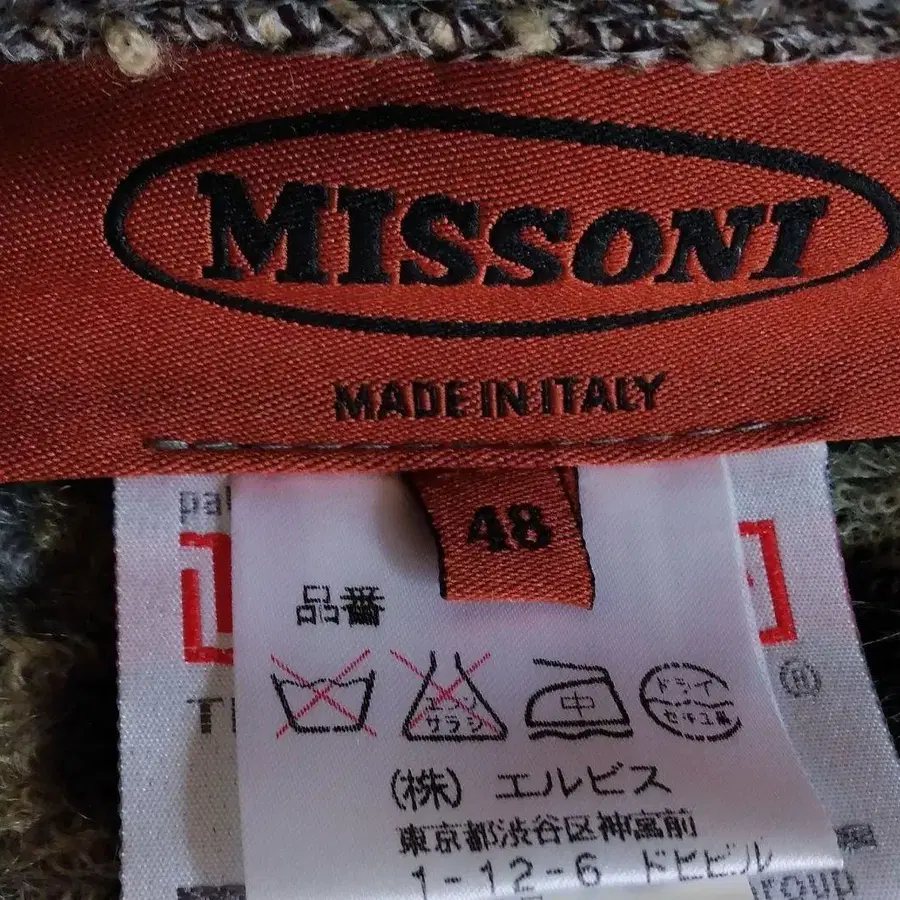 MISSONI
MADE IN ITALY
48
品番
エンソ
サラシ
中
ドライ
セキユ系
(株) エルビス
東京都渋谷区神宮前
1-12-6 ドヒビル
®
group